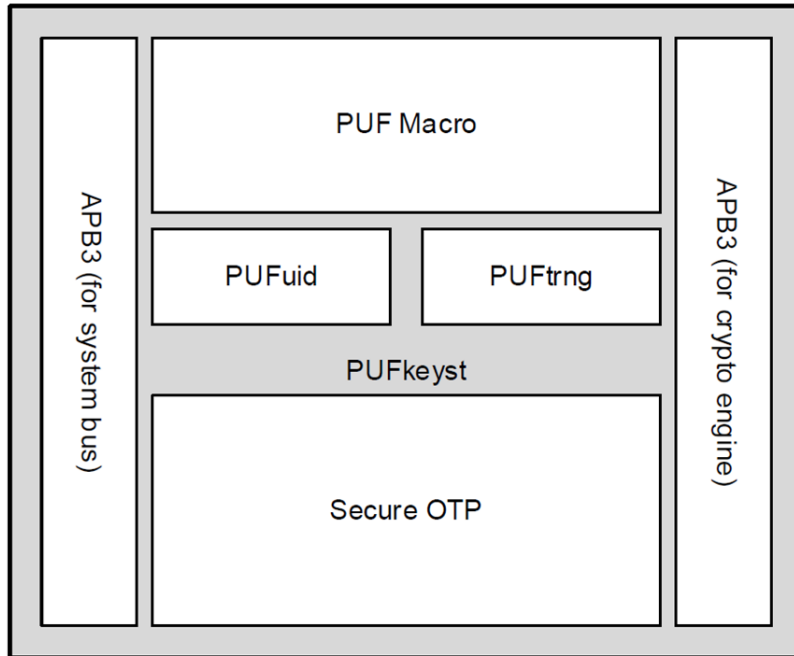 PUF Macro
APB3 (for system bus)
APB3 (for crypto engine)
PUFuid
PUFtrng
PUFkeyst
Secure OTP